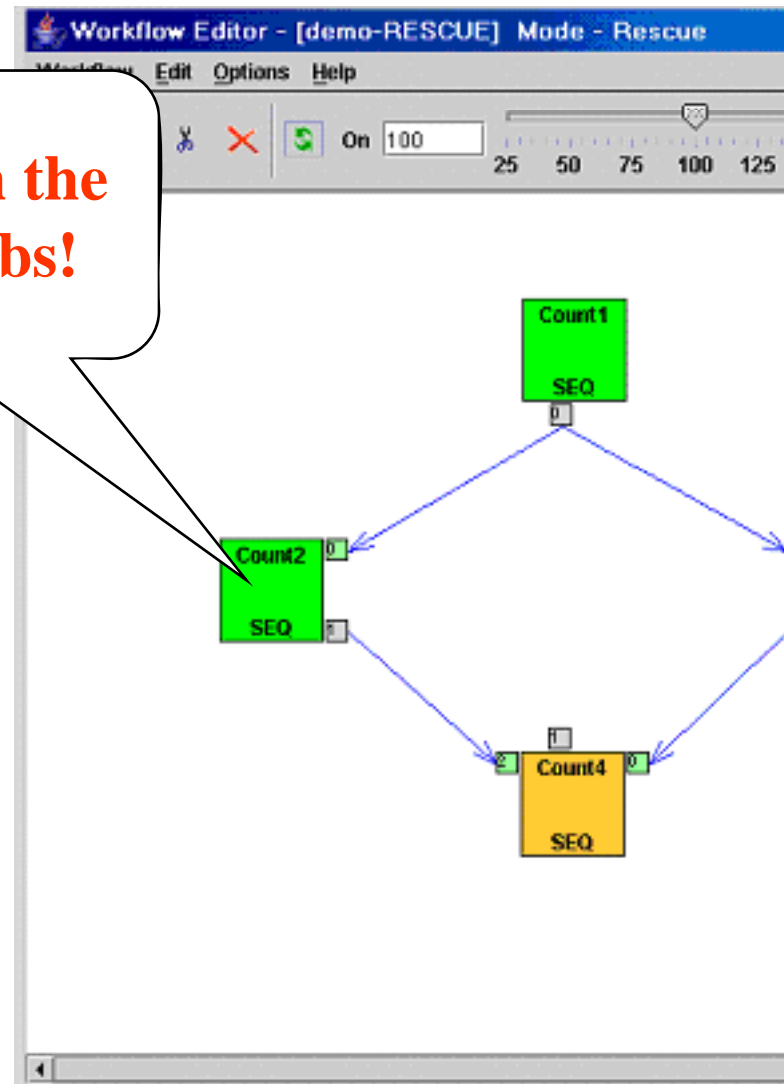 Workflow Editor - [demo-RESCUE] Mode - Rescue
Workflow Edit Options Help
On 100
25 50 75 100 125
the
bs!
Count1
SEQ
0
Count2 0
SEQ 1
1
2 Count4 0
SEQ